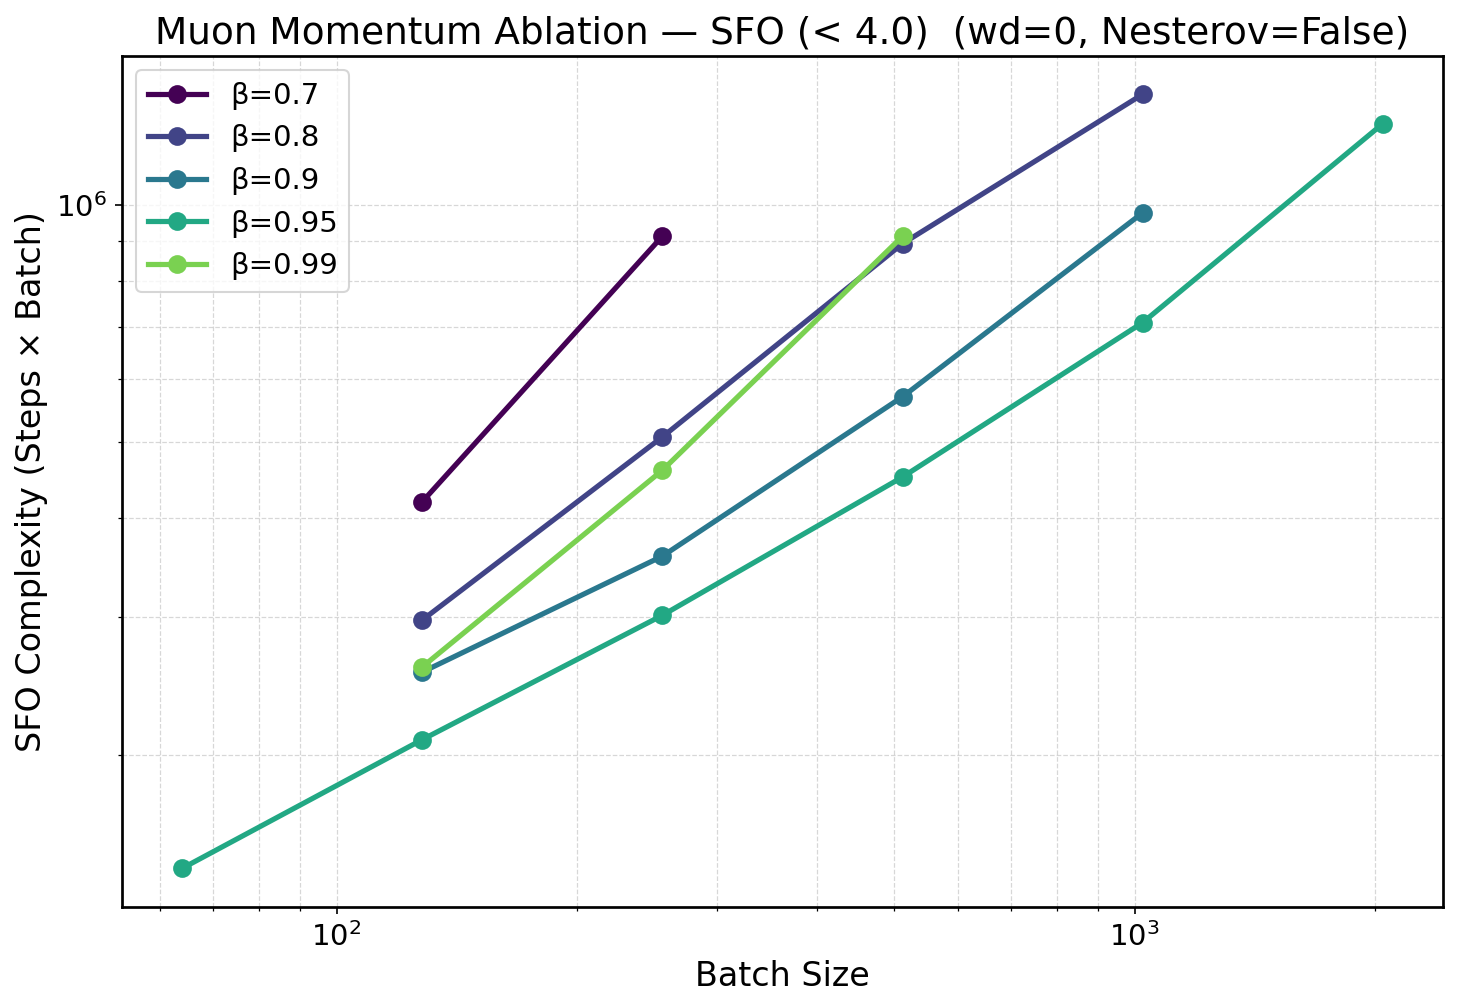 Muon Momentum Ablation — SFO (< 4.0) (wd=0, Nesterov=False)
β=0.7
β=0.8
β=0.9
β=0.95
β=0.99
10⁶
SFO Complexity (Steps × Batch)
10² 10³
Batch Size